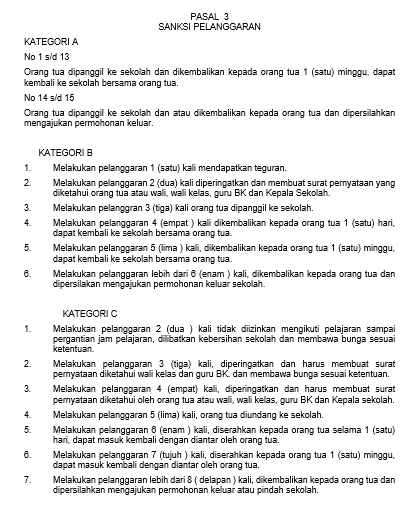 PASAL 3
SANKSI PELANGGARAN
KATEGORI A
No 1 s/d 13
Orang tua dipanggil ke sekolah dan dikembalikan kepada orang tua 1 (satu) minggu, dapat
kembali ke sekolah bersama orang tua.
No 14 s/d 15
Orang tua dipanggil ke sekolah dan atau dikembalikan kepada orang tua dan dipersilahkan
mengajukan permohonan keluar.
KATEGORI B
1. Melakukan pelanggaran 1 (satu) kali mendapatkan teguran.
2. Melakukan pelanggaran 2 (dua) kali diperingatkan dan membuat surat pernyataan yang
diketahui orang tua atau wali, wali kelas, guru BK dan Kepala Sekolah.
3. Melakukan pelanggran 3 (tiga) kali orang tua dipanggil ke sekolah.
4. Melakukan pelanggaran 4 (empat ) kali dikembalikan kepada orang tua 1 (satu) hari,
dapat kembali ke sekolah bersama orang tua.
5. Melakukan pelanggaran 5 (lima ) kali, dikembalikan kepada orang tua 1 (satu) minggu,
dapat kembali ke sekolah bersama orang tua.
6. Melakukan pelanggaran lebih dari 6 (enam ) kali, dikembalikan kepada orang tua dan
dipersilakan mengajukan permohonan keluar sekolah.
KATEGORI C
1. Melakukan pelanggaran 2 (dua ) kali tidak diizinkan mengikuti pelajaran sampai
pergantian jam pelajaran, dilibatkan kebersihan sekolah dan membawa bunga sesuai
ketentuan.
2. Melakukan pelanggaran 3 (tiga) kali, diperingatkan dan harus membuat surat
pernyataan diketahui wali kelas dan guru BK. dan membawa bunga sesuai ketentuan.
3. Melakukan pelanggaran 4 (empat) kali, diperingatkan dan harus membuat surat
pernyataan diketahui oleh orang tua atau wali, wali kelas, guru BK dan Kepala sekolah.
4. Melakukan pelanggaran 5 (lima) kali, orang tua diundang ke sekolah.
5. Melakukan pelanggaran 6 (enam ) kali, diserahkan kepada orang tua selama 1 (satu)
hari, dapat masuk kembali dengan diantar oleh orang tua.
6. Melakukan pelanggaran 7 (tujuh ) kali, diserahkan kepada orang tua 1 (satu) minggu,
dapat masuk kembali dengan diantar oleh orang tua.
7. Melakukan pelanggaran lebih dari 8 ( delapan ) kali, dikembalikan kepada orang tua dan
dipersilahkan mengajukan permohonan keluar atau pindah sekolah.